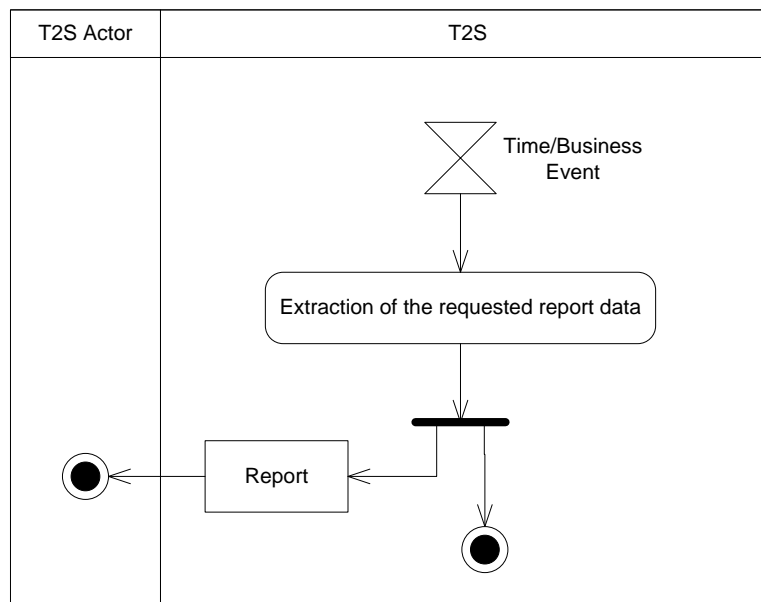 T2S Actor
T2S
Time/Business
Event
Extraction of the requested report data
Report